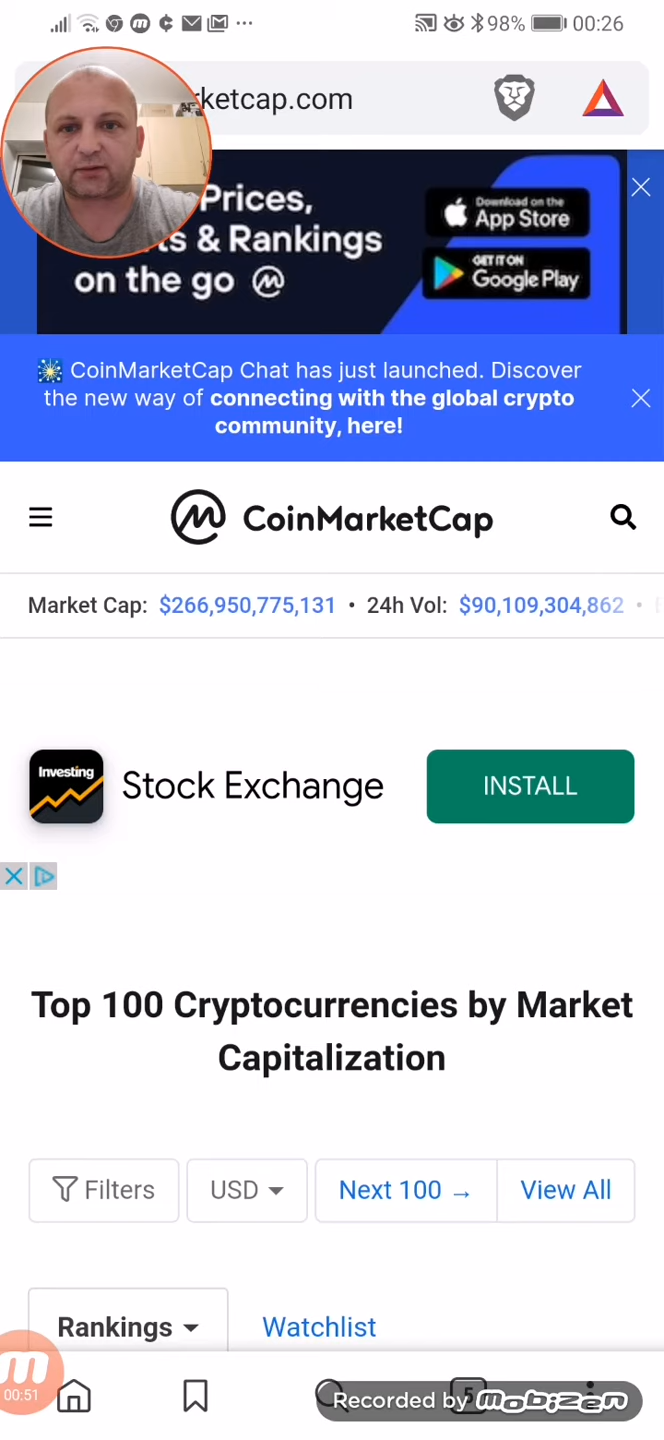 98% 00:26
ketcap.com
Prices,
ts & Rankings
on the go
Download on the
App Store
GET IT ON
Google Play
CoinMarketCap Chat has just launched. Discover
the new way of connecting with the global crypto
community, here!
CoinMarketCap
Market Cap: $266,950,775,131 • 24h Vol: $90,109,304,862 •
Investing
Stock Exchange
INSTALL
Top 100 Cryptocurrencies by Market
Capitalization
Filters
USD
Next 100 →
View All
Rankings
Watchlist
00:51
5
Recorded by mobizen